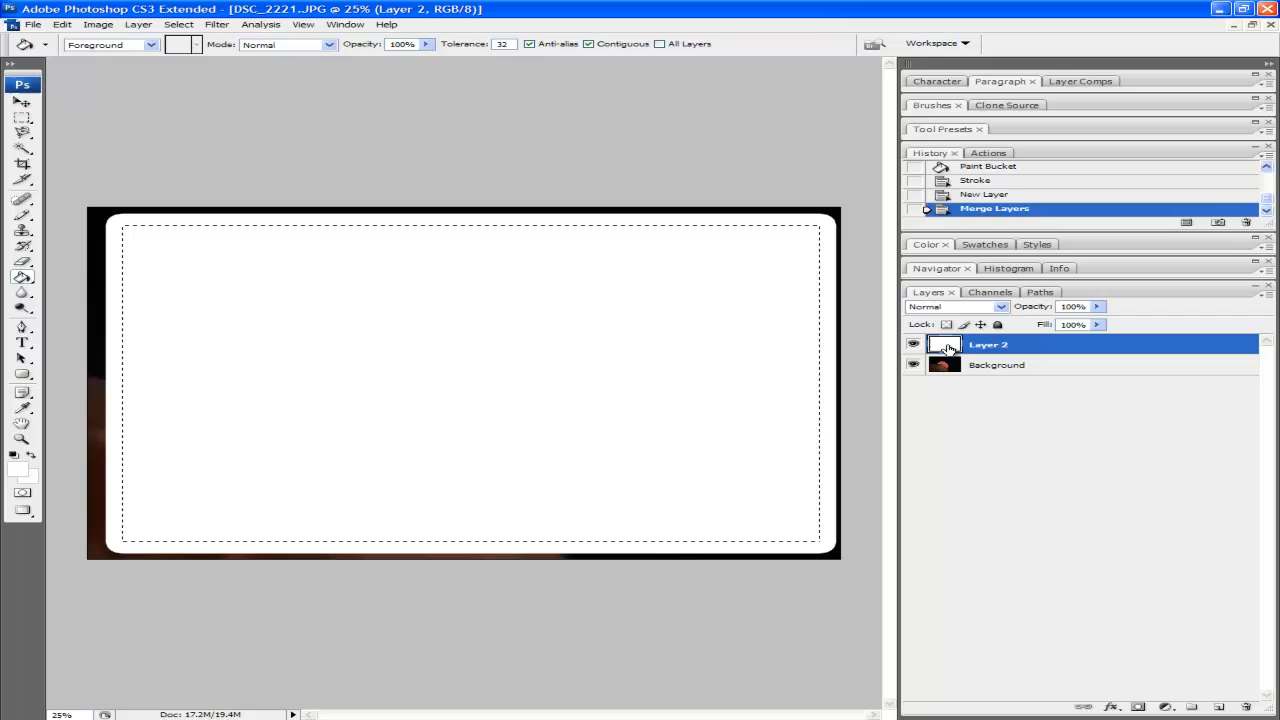 Ps Adobe Photoshop CS3 Extended - [DSC_2221.JPG @ 25% (Layer 2, RGB/8)]
Ps File Edit Image Layer Select Filter Analysis View Window Help
Foreground Mode: Normal Opacity: 100% Tolerance: 32 Anti-alias Contiguous All Layers Workspace
Ps
T
Character Paragraph × Layer Comps
Brushes × Clone Source
Tool Presets ×
History × Actions
Paint Bucket
Stroke
New Layer
Merge Layers
Color × Swatches Styles
Navigator × Histogram Info
Layers × Channels Paths
Normal Opacity: 100%
Lock: Fill: 100%
Layer 2
Background
25% Doc: 17.2M/19.4M
fx